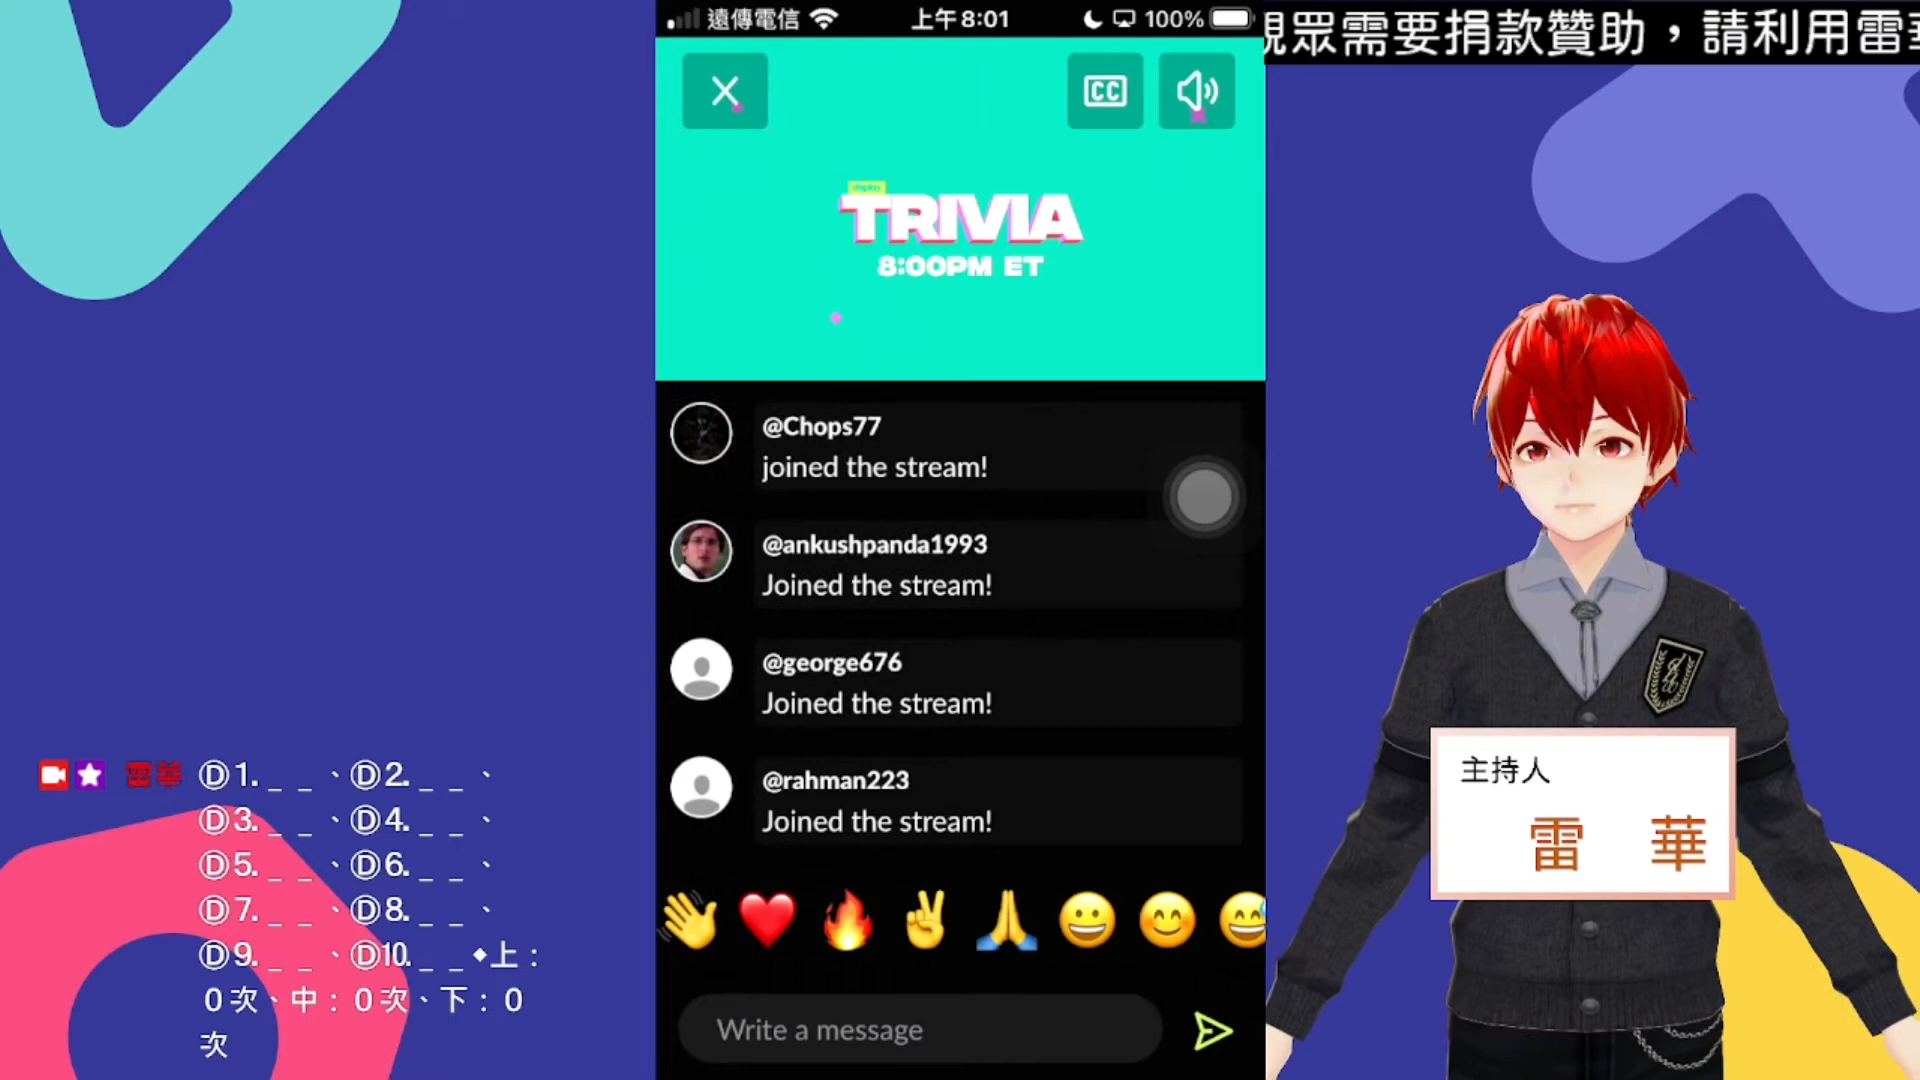 遠傳電信
上午8:01
100%
觀眾需要捐款贊助，請利用雷華
CC
display
TRIVIA
8:00PM ET
@Chops77
joined the stream!
@ankushpanda1993
Joined the stream!
@george676
Joined the stream!
@rahman223
Joined the stream!
Write a message
雷華 Ⓓ1. _ _ 、Ⓓ2. _ _ 、
Ⓓ3. _ _ 、Ⓓ4. _ _ 、
Ⓓ5. _ _ 、Ⓓ6. _ _ 、
Ⓓ7. _ _ 、Ⓓ8. _ _ 、
Ⓓ9. _ _ 、Ⓓ10. _ _ ◆上：
0次、中：0次、下：0
次
主持人
雷 華